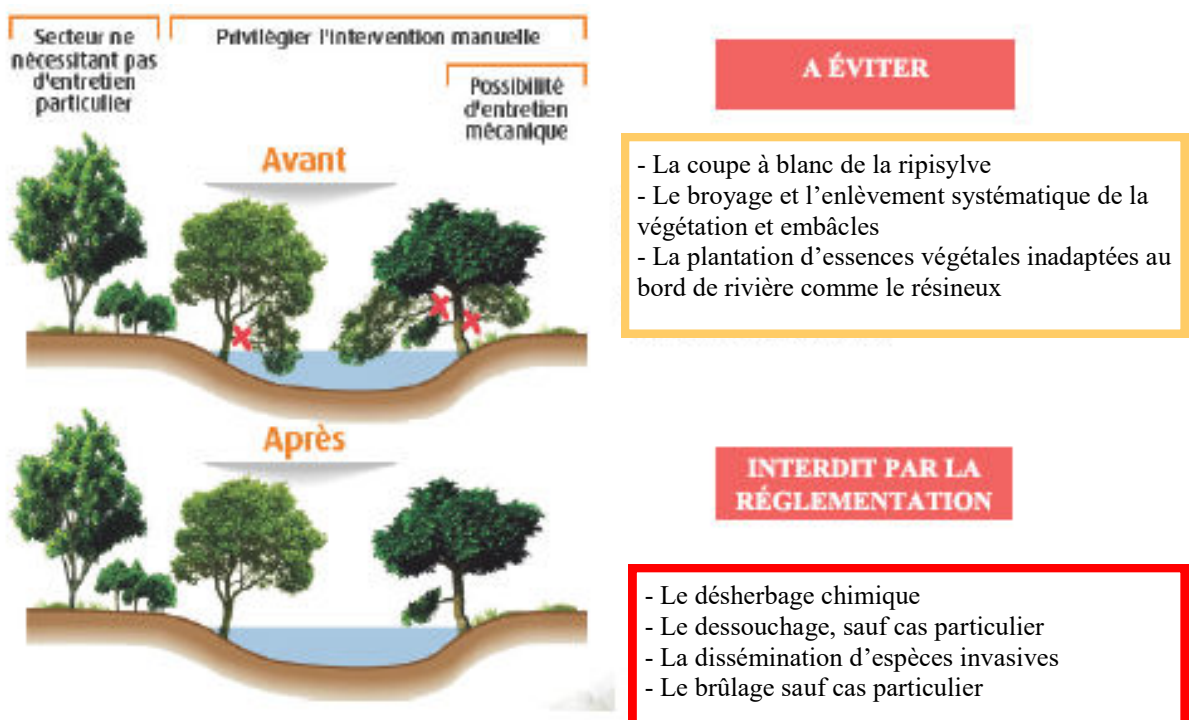 Secteur ne
nécessitant pas
d'entretien
particulier
Privilégier l'intervention manuelle
Possibilité
d'entretien
mécanique
Avant
Après
A ÉVITER
- La coupe à blanc de la ripisylve
- Le broyage et l’enlèvement systématique de la
végétation et embâcles
- La plantation d’essences végétales inadaptées au
bord de rivière comme le résineux
INTERDIT PAR LA
RÉGLEMENTATION
- Le désherbage chimique
- Le dessouchage, sauf cas particulier
- La dissémination d’espèces invasives
- Le brûlage sauf cas particulier